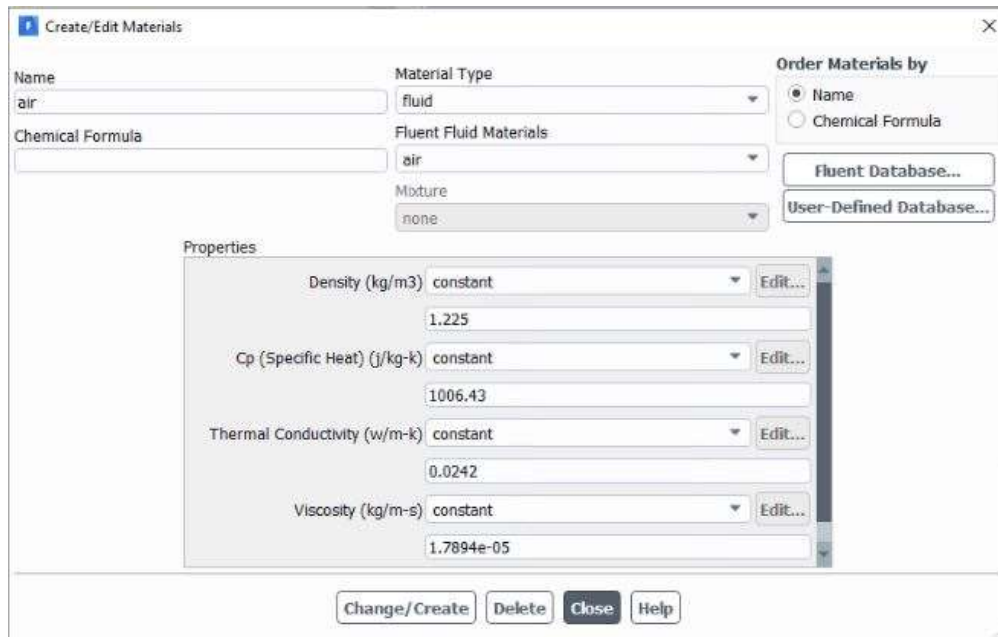 Create/Edit Materials
Name
air
Chemical Formula
Material Type
fluid
Fluent Fluid Materials
air
Mixture
none
Order Materials by
Name
Chemical Formula
Fluent Database...
User-Defined Database...
Properties
Density (kg/m3) constant Edit...
1.225
Cp (Specific Heat) (j/kg-k) constant Edit...
1006.43
Thermal Conductivity (w/m-k) constant Edit...
0.0242
Viscosity (kg/m-s) constant Edit...
1.7894e-05
Change/Create Delete Close Help